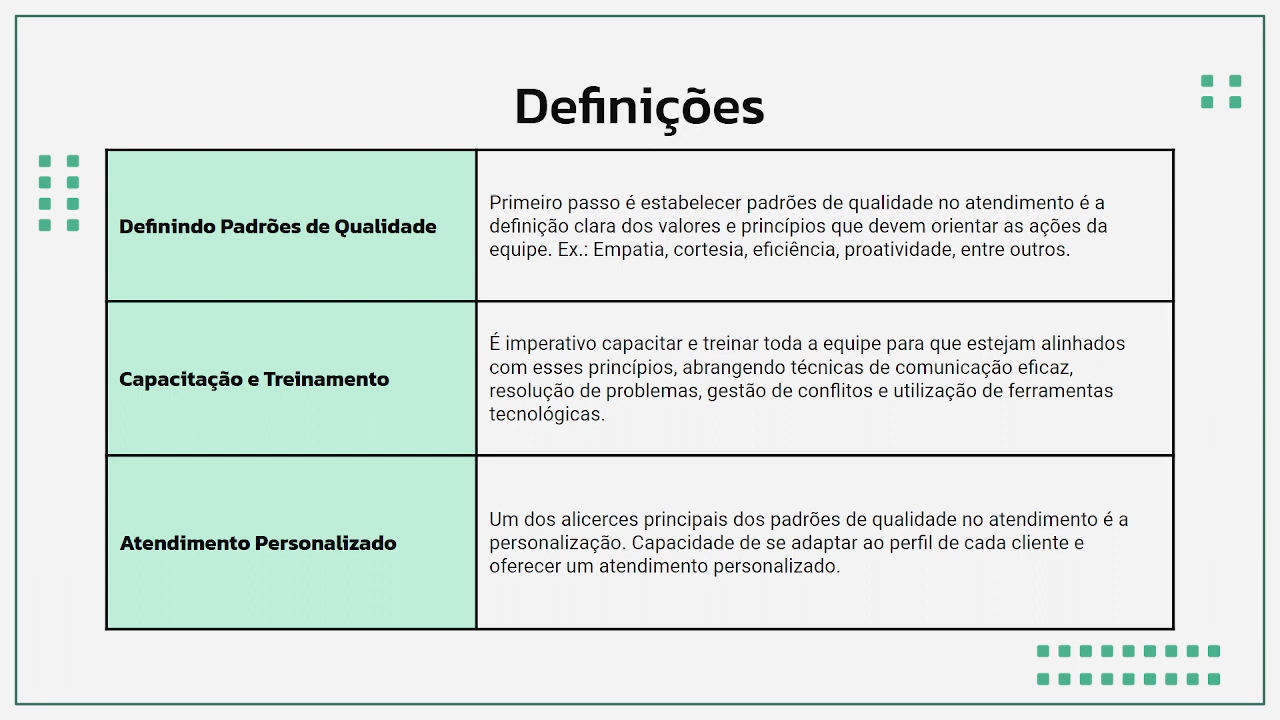 Definições
Definindo Padrões de Qualidade
Primeiro passo é estabelecer padrões de qualidade no atendimento é a
definição clara dos valores e princípios que devem orientar as ações da
equipe. Ex.: Empatia, cortesia, eficiência, proatividade, entre outros.
Capacitação e Treinamento
É imperativo capacitar e treinar toda a equipe para que estejam alinhados
com esses princípios, abrangendo técnicas de comunicação eficaz,
resolução de problemas, gestão de conflitos e utilização de ferramentas
tecnológicas.
Atendimento Personalizado
Um dos alicerces principais dos padrões de qualidade no atendimento é a
personalização. Capacidade de se adaptar ao perfil de cada cliente e
oferecer um atendimento personalizado.